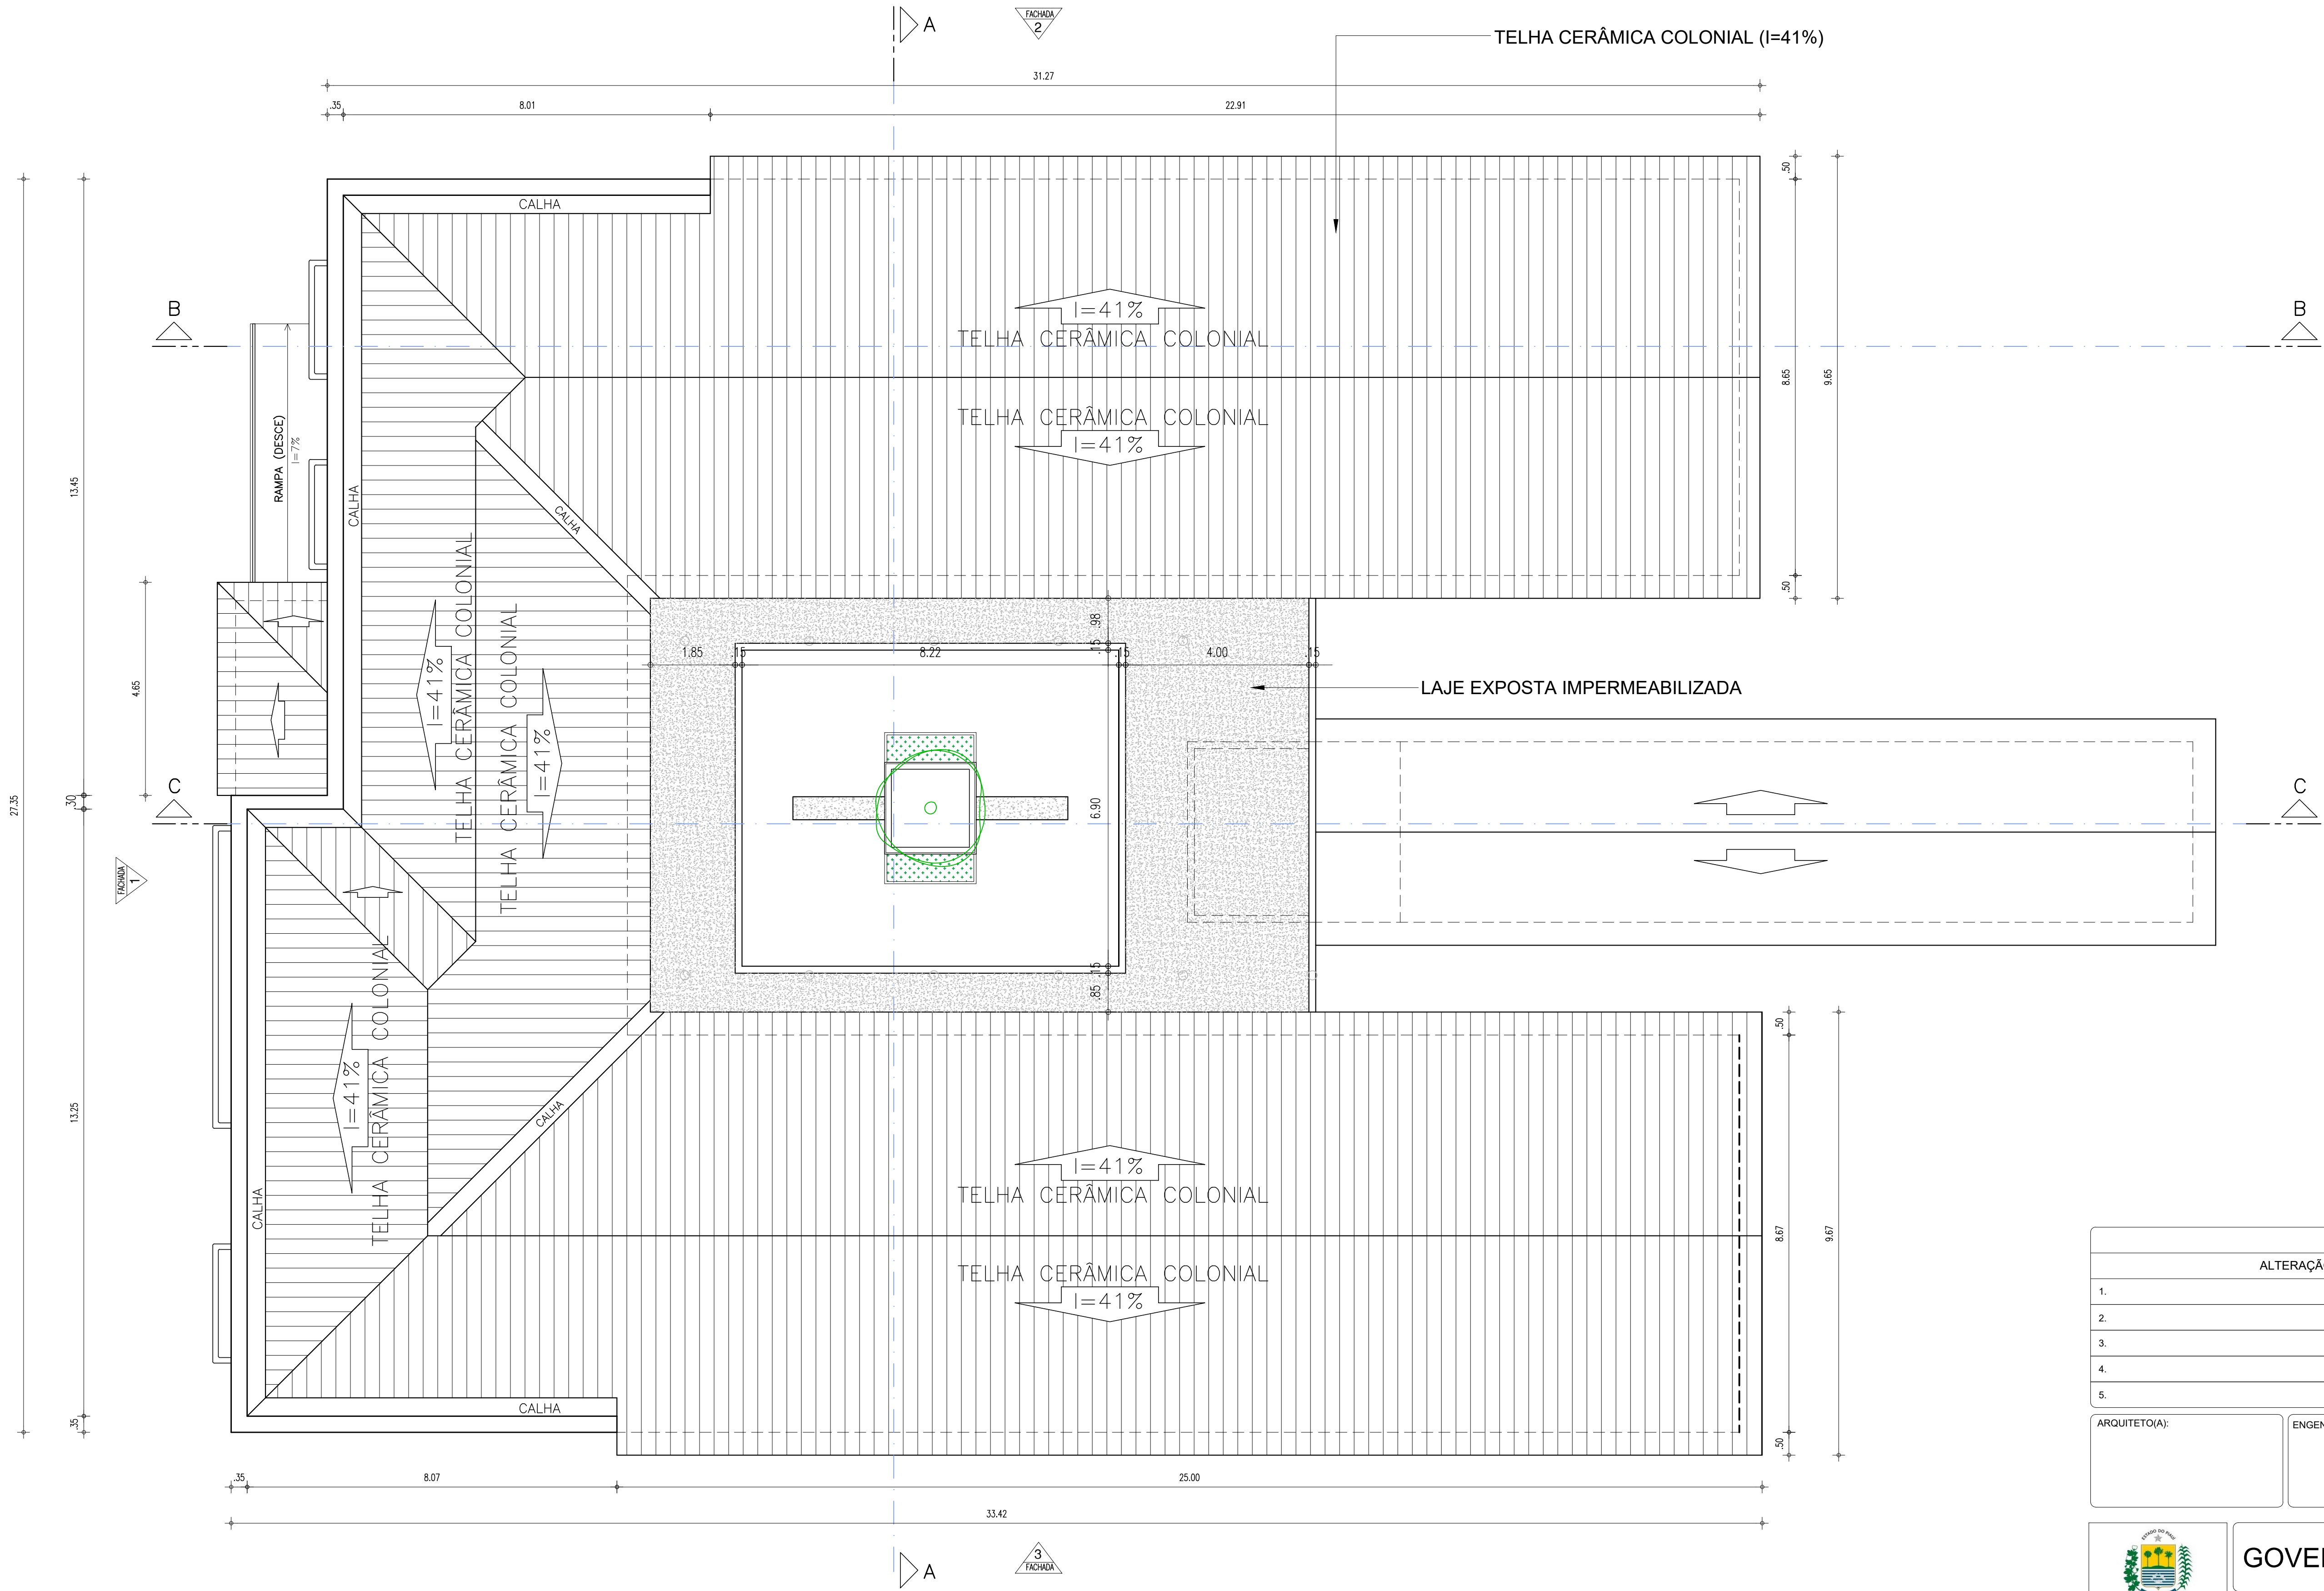 A
FACHADA
2
TELHA CERÂMICA COLONIAL (I=41%)
31.27
.35
8.01
22.91
.50
CALHA
B
B
I=41%
TELHA CERÂMICA COLONIAL
8.65
9.65
TELHA CERÂMICA COLONIAL
I=41%
RAMPA (DESCE)
I=7%
13.45
CALHA
CALHA
TELHA CERÂMICA COLONIAL
I=41%
TELHA CERÂMICA COLONIAL
I=41%
.50
.98
.15
1.85
.15
8.22
.15
4.00
.15
4.65
LAJE EXPOSTA IMPERMEABILIZADA
C
C
.30
27.35
6.90
FACHADA
1
.15
.85
I=41%
TELHA CERÂMICA COLONIAL
.50
13.25
CALHA
CALHA
I=41%
TELHA CERÂMICA COLONIAL
8.67
9.67
TELHA CERÂMICA COLONIAL
I=41%
CALHA
.35
.50
.35
8.07
25.00
33.42
A
3
FACHADA
1.
2.
3.
4.
5.
ARQUITETO(A):
ESTADO DO PIAUÍ